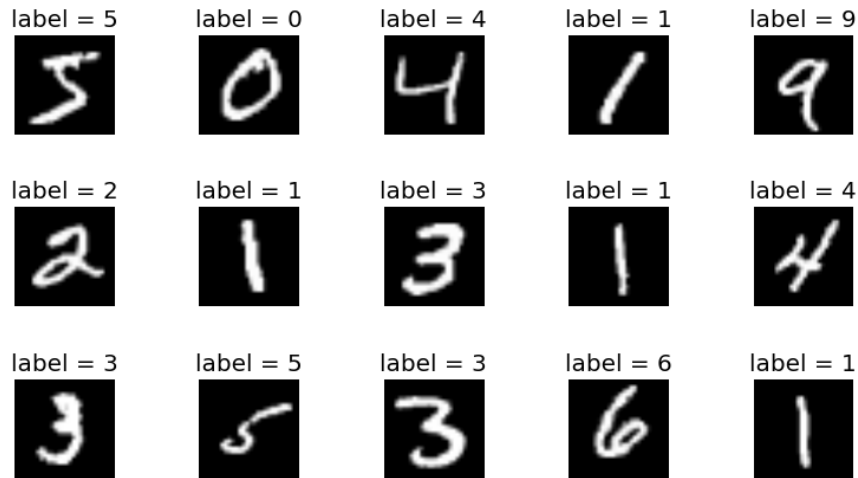 label = 5 label = 0 label = 4 label = 1 label = 9
5 0 4 1 9
label = 2 label = 1 label = 3 label = 1 label = 4
2 1 3 1 4
label = 3 label = 5 label = 3 label = 6 label = 1
3 5 3 6 1